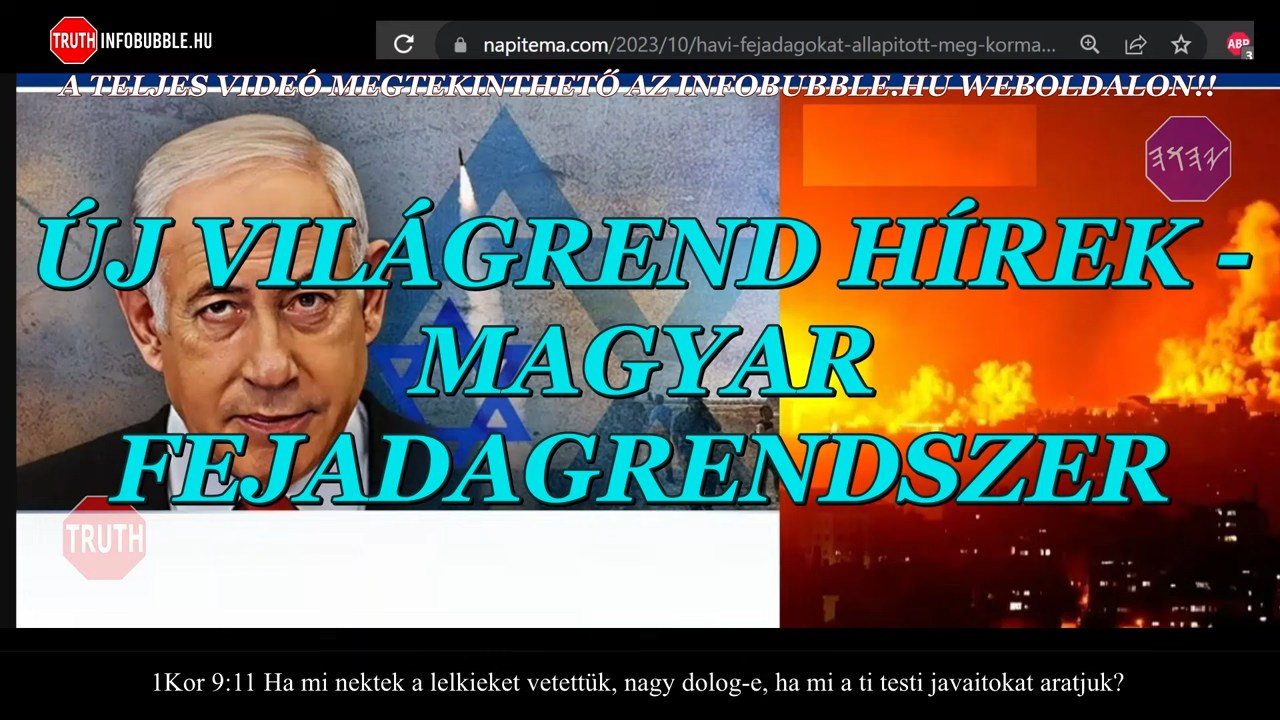 TRUTH INFOBUBBLE.HU
napitema.com/2023/10/havi-fejadagokat-allapitott-meg-korma...
ABP
3
A TELJES VIDEÓ MEGTEKINTHETŐ AZ INFOBUBBLE.HU WEBOLDALON!!
ÚJ VILÁGREND HÍREK -
MAGYAR
FEJADAGRENDSZER
TRUTH
1Kor 9:11 Ha mi nektek a lelkieket vetettük, nagy dolog-e, ha mi a ti testi javaitokat aratjuk?